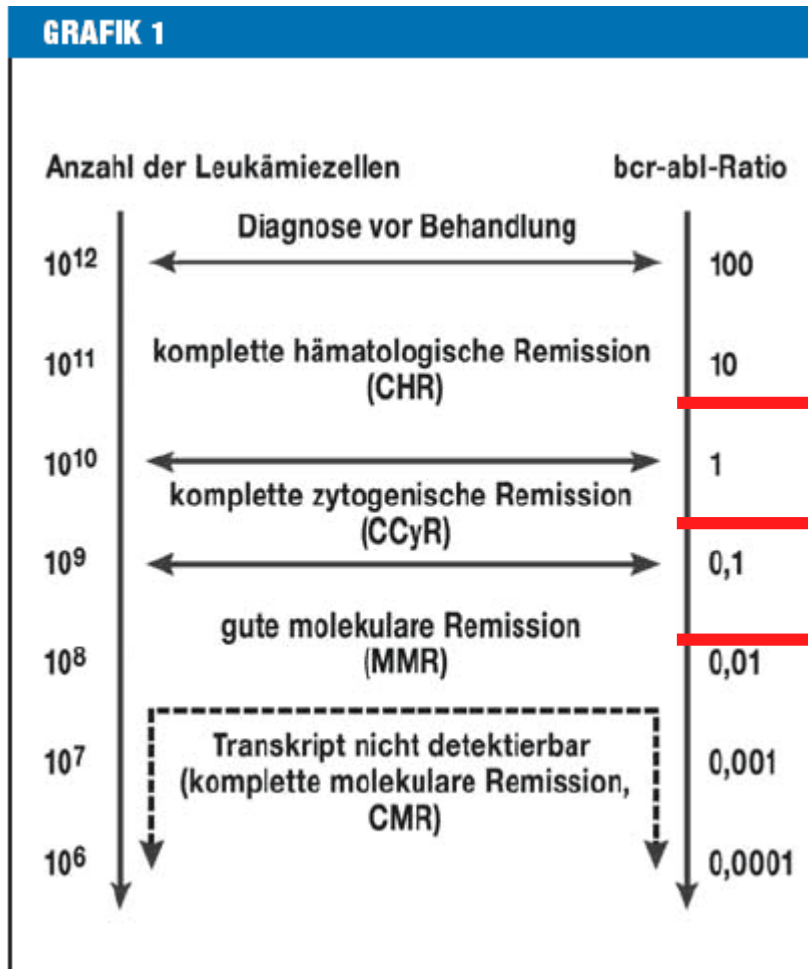 GRAFIK 1
Anzahl der Leukämiezellen bcr-abl-Ratio
Diagnose vor Behandlung
10¹² 100
komplette hämatologische Remission
10¹¹ 10
(CHR)
10¹⁰ 1
komplette zytogenische Remission
(CCyR)
10⁹ 0,1
gute molekulare Remission
10⁸ (MMR) 0,01
Transkript nicht detektierbar
10⁷ 0,001
(komplette molekulare Remission,
CMR)
10⁶ 0,0001